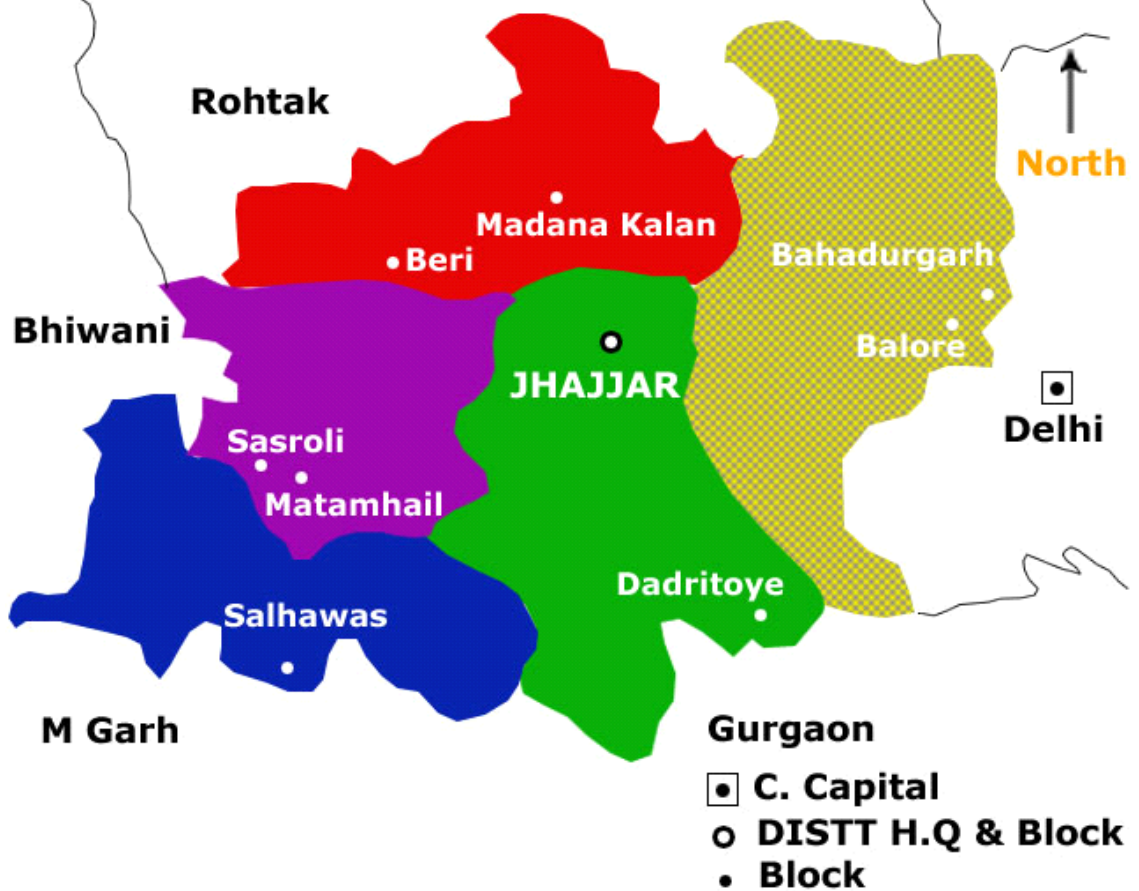 Rohtak
North
Madana Kalan
Beri
Bahadurgarh
Bhiwani
Balore
JHAJJAR
Delhi
Sasroli
Matamhail
Dadritoye
Salhawas
M Garh
Gurgaon
C. Capital
DISTT H.Q & Block
Block